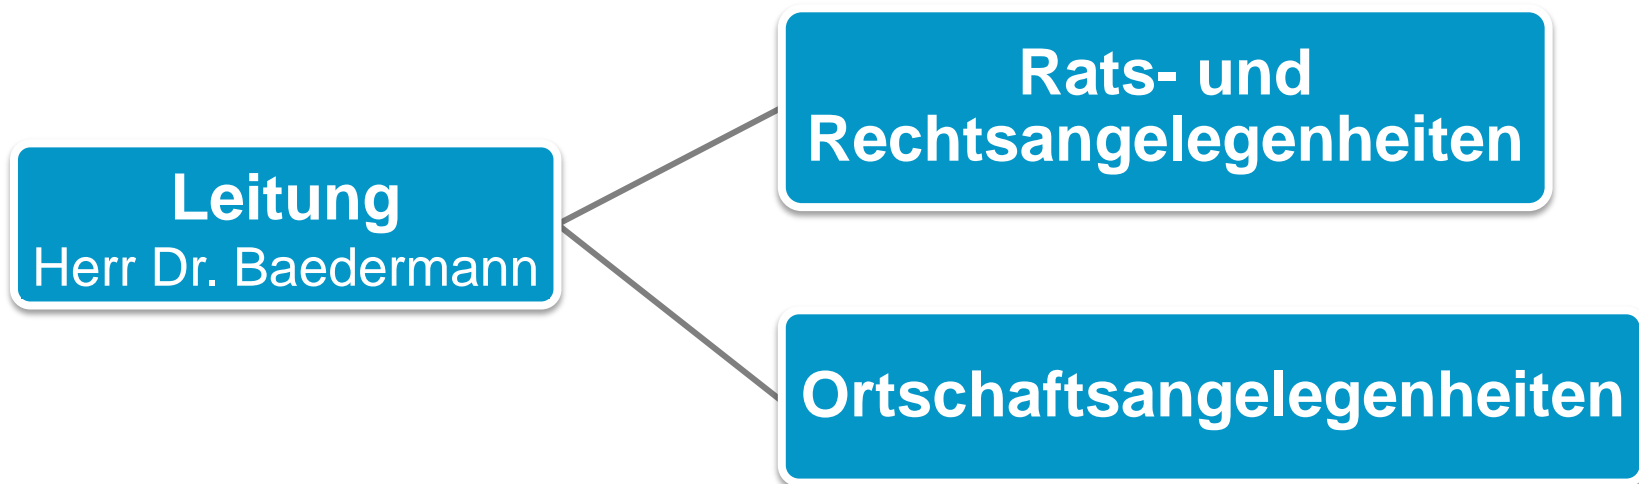 Leitung
Herr Dr. Baedermann
Rats- und
Rechtsangelegenheiten
Ortschaftsangelegenheiten